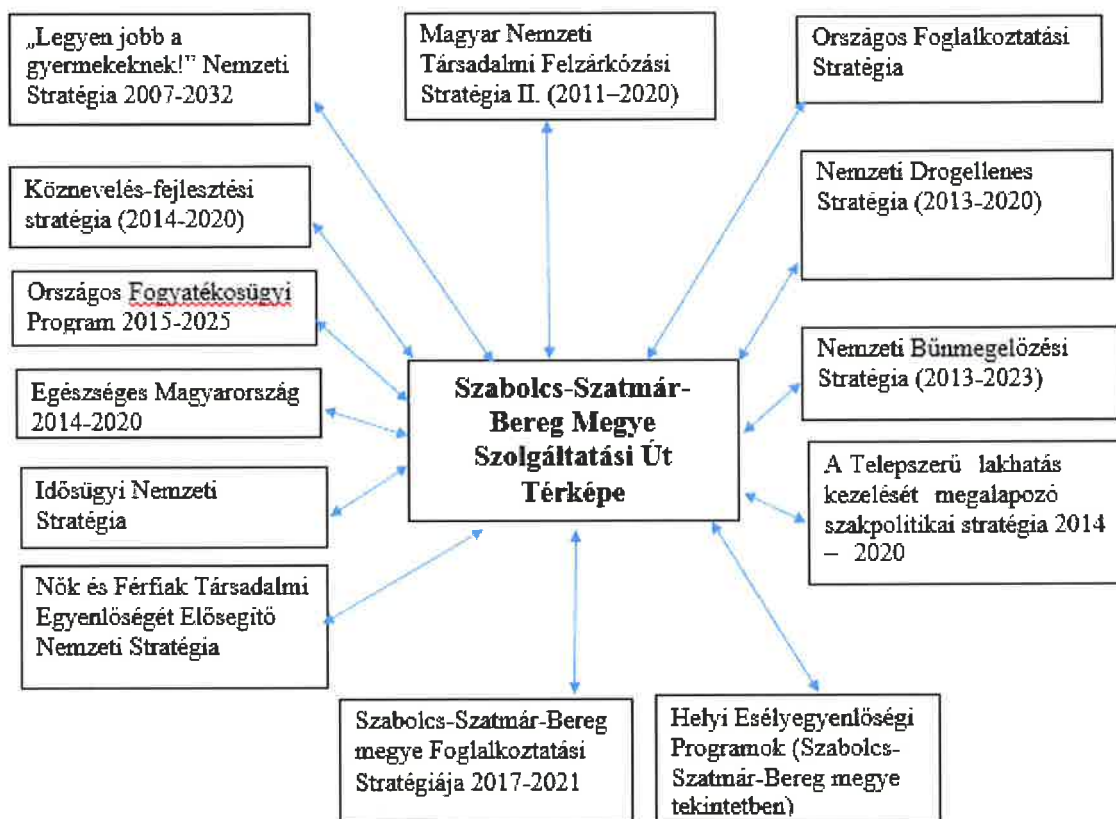 „Legyen jobb a
gyermekeknek!” Nemzeti
Stratégia 2007-2032
Magyar Nemzeti
Társadalmi Felzárkózási
Stratégia II. (2011–2020)
Országos Foglalkoztatási
Stratégia
Köznevelés-fejlesztési
stratégia (2014-2020)
Nemzeti Drogellenes
Stratégia (2013-2020)
Országos Fogyatékosügyi
Program 2015-2025
Nemzeti Bűnmegelőzési
Stratégia (2013-2023)
Egészséges Magyarország
2014-2020
Szabolcs-Szatmár-
Bereg Megye
Szolgáltatási Út
Térképe
A Telepszerű lakhatás
kezelését megalapozó
szakpolitikai stratégia 2014
– 2020
Idősügyi Nemzeti
Stratégia
Nők és Férfiak Társadalmi
Egyenlőségét Elősegítő
Nemzeti Stratégia
Szabolcs-Szatmár-Bereg
megye Foglalkoztatási
Stratégiája 2017-2021
Helyi Esélyegyenlőségi
Programok (Szabolcs-
Szatmár-Bereg megye
tekintetben)